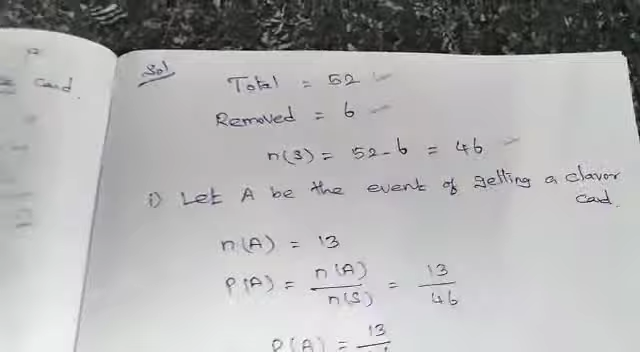 card.
Sol
Total = 52
Removed = 6
n(S) = 52 - 6 = 46
i) Let A be the event of getting a clavor
card.
n(A) = 13
P(A) = n(A)/n(S) = 13/46
P(A) = 13